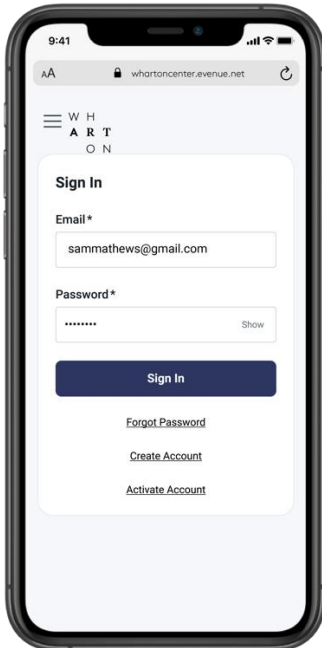 9:41
AA whartoncenter.evenue.net
W H
A R T
O N
Sign In
Email*
sammathews@gmail.com
Password*
•••••••• Show
Sign In
Forgot Password
Create Account
Activate Account